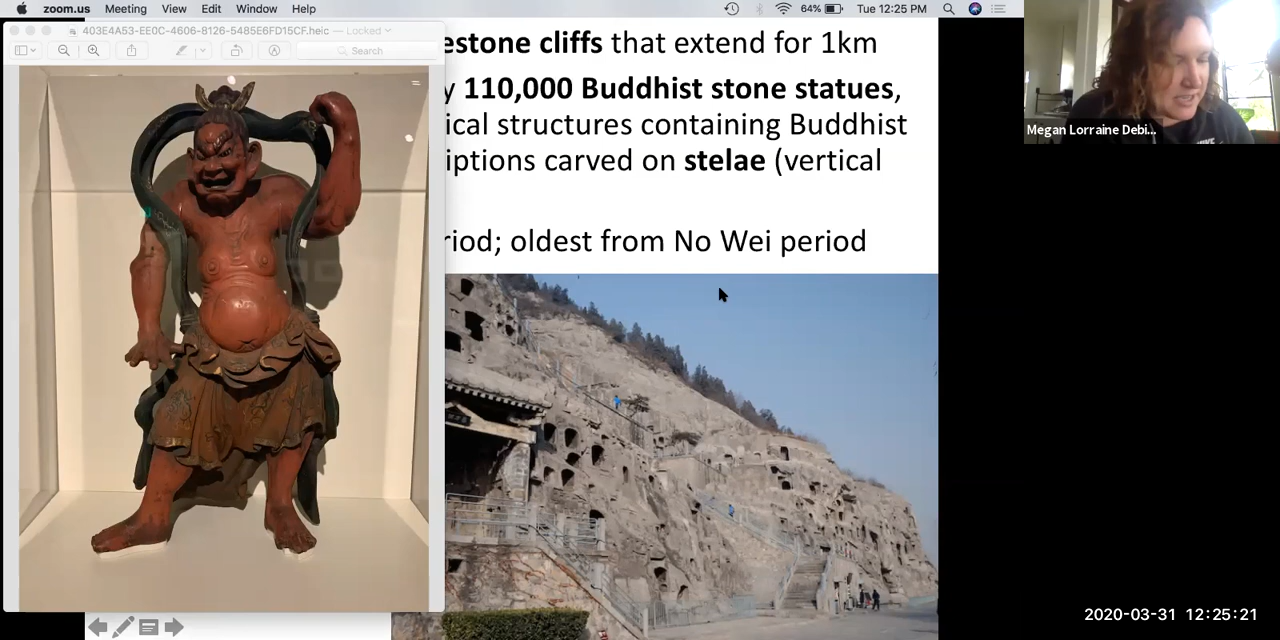 zoom.us Meeting View Edit Window Help 64% Tue 12:25 PM
403E4A53-EE0C-4606-8126-5485E6FD15CF.heic — Locked
Search
estone cliffs that extend for 1km
y 110,000 Buddhist stone statues,
ical structures containing Buddhist
iptions carved on stelae (vertical
riod; oldest from No Wei period
Megan Lorraine Debi...
2020-03-31 12:25:21